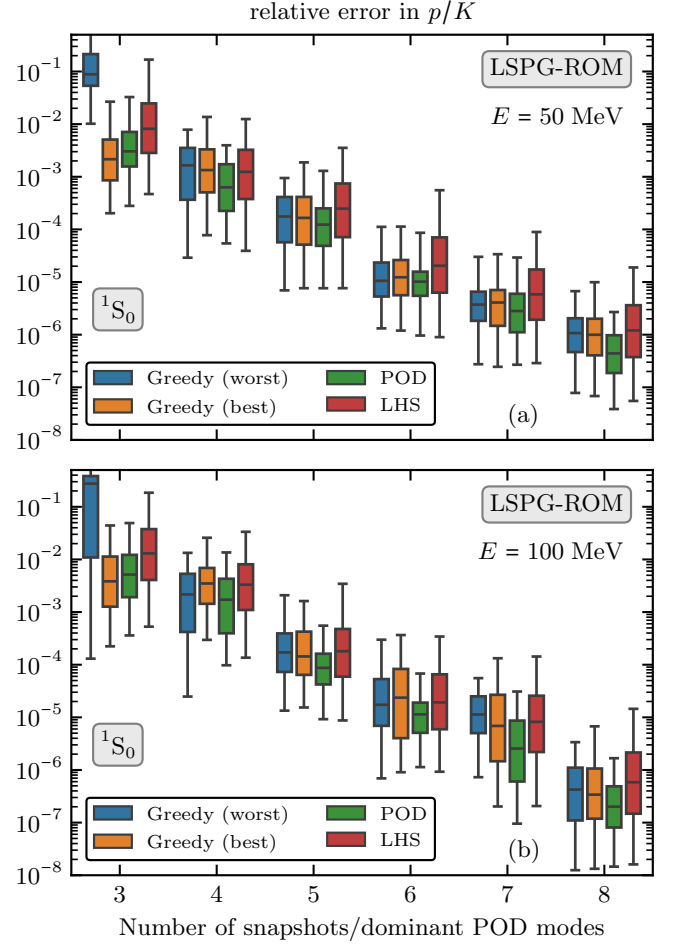 relative error in p/K
10⁻¹
10⁻²
10⁻³
10⁻⁴
10⁻⁵
10⁻⁶
10⁻⁷
10⁻⁸
LSPG-ROM
E = 50 MeV
¹S₀
Greedy (worst) POD
Greedy (best) LHS
(a)
10⁻¹
10⁻²
10⁻³
10⁻⁴
10⁻⁵
10⁻⁶
10⁻⁷
10⁻⁸
LSPG-ROM
E = 100 MeV
¹S₀
Greedy (worst) POD
Greedy (best) LHS
(b)
3 4 5 6 7 8
Number of snapshots/dominant POD modes